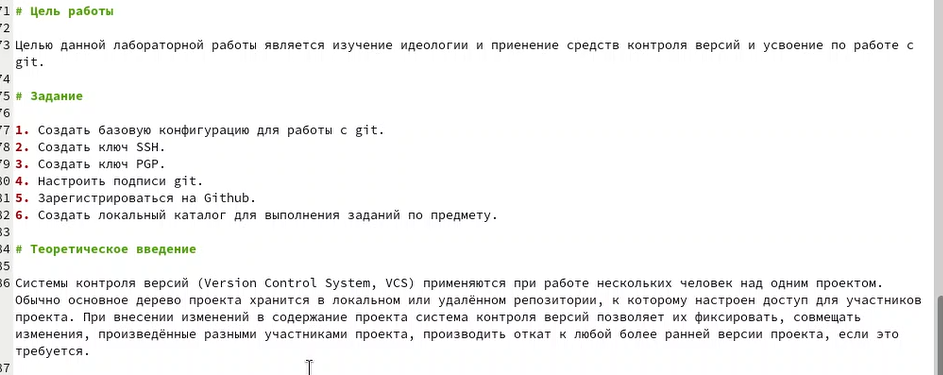 71 # Цель работы
72
73 Целью данной лабораторной работы является изучение идеологии и приенение средств контроля версий и усвоение по работе с
git.
74
75 # Задание
76
77 1. Создать базовую конфигурацию для работы с git.
78 2. Создать ключ SSH.
79 3. Создать ключ PGP.
80 4. Настроить подписи git.
81 5. Зарегистрироваться на Github.
82 6. Создать локальный каталог для выполнения заданий по предмету.
83
84 # Теоретическое введение
85
86 Системы контроля версий (Version Control System, VCS) применяются при работе нескольких человек над одним проектом.
Обычно основное дерево проекта хранится в локальном или удалённом репозитории, к которому настроен доступ для участников
проекта. При внесении изменений в содержание проекта система контроля версий позволяет их фиксировать, совмещать
изменения, произведённые разными участниками проекта, производить откат к любой более ранней версии проекта, если это
требуется.
87